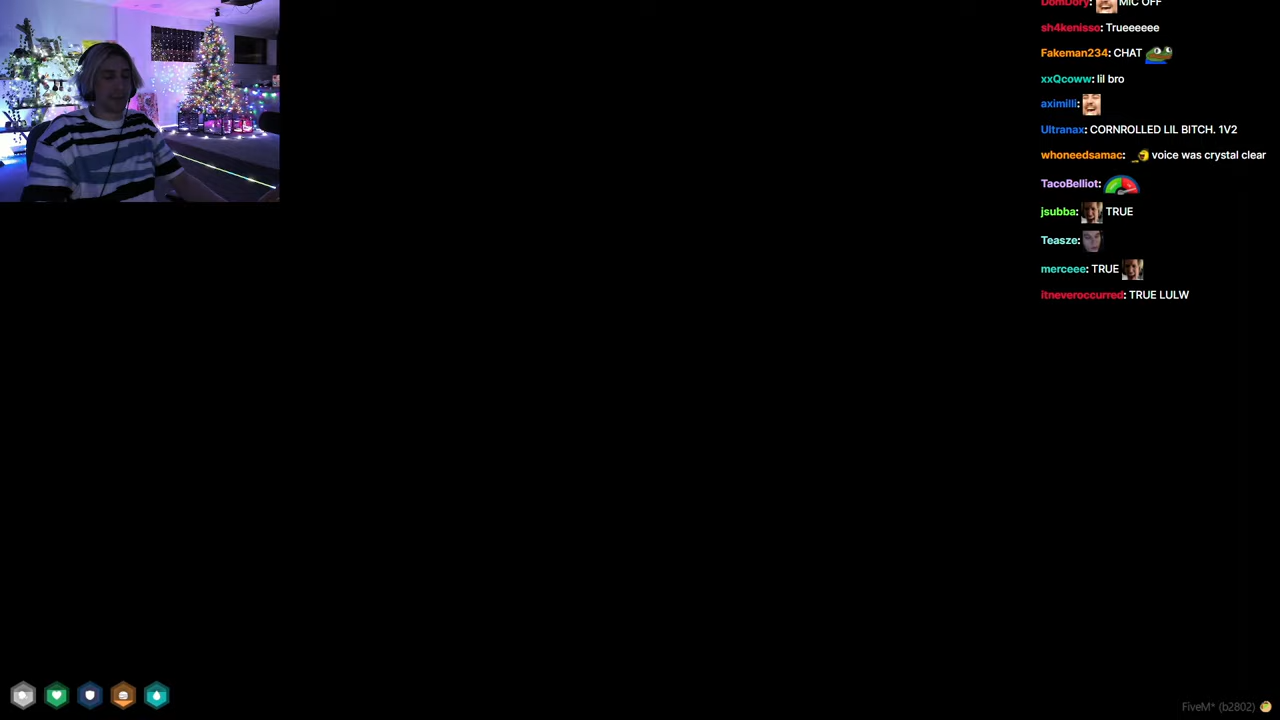 DomDory: MIC OFF
sh4kenisso: Trueeeeee
Fakeman234: CHAT
xxQcoww: lil bro
aximilli:
Ultranax: CORNROLLED LIL BITCH. 1V2
whoneedsamac: voice was crystal clear
TacoBelliot:
jsubba: TRUE
Teasze:
merceee: TRUE
itneveroccurred: TRUE LULW
FiveM* (b2802)